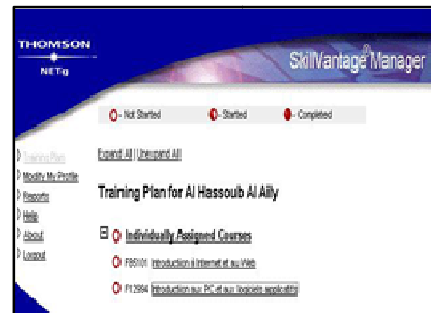 THOMSON
NETg
SkillVantage Manager
- Not Started - Started - Completed
Training Plan
Modify My Profile
Reports
Help
About
Logout
Expand All | Unexpand All
Training Plan for Al Hassoub Al Aily
Individually Assigned Courses
Introduction à Internet et au Web
Introduction aux PC et aux logiciels applicatifs